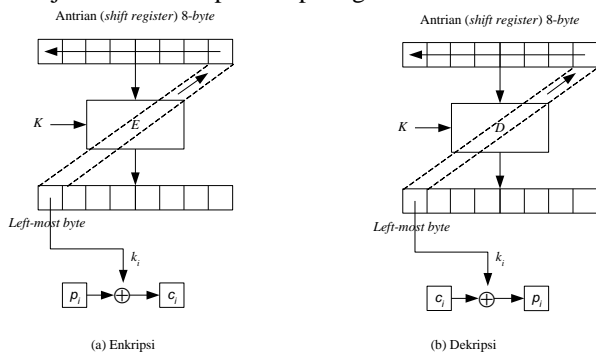 Antrian (shift register) 8-byte
K
E
Left-most byte
k_i
p_i
c_i
(a) Enkripsi
Antrian (shift register) 8-byte
K
D
Left-most byte
k_i
c_i
p_i
(b) Dekripsi